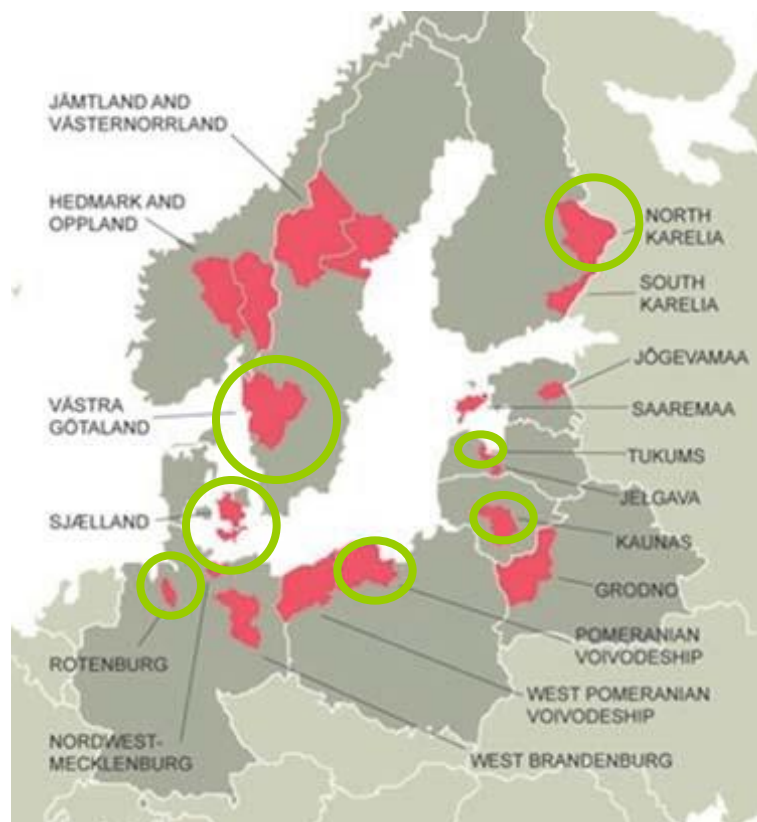 JÄMTLAND AND
VÄSTERNORRLAND
HEDMARK AND
OPPLAND
NORTH
KARELIA
SOUTH
KARELIA
JÕGEVAMAA
VÄSTRA
GÖTALAND
SAAREMAA
TUKUMS
JELGAVA
SJÆLLAND
KAUNAS
GRODNO
POMERANIAN
VOIVODESHIP
ROTENBURG
WEST POMERANIAN
VOIVODESHIP
NORDWEST-
MECKLENBURG
WEST BRANDENBURG